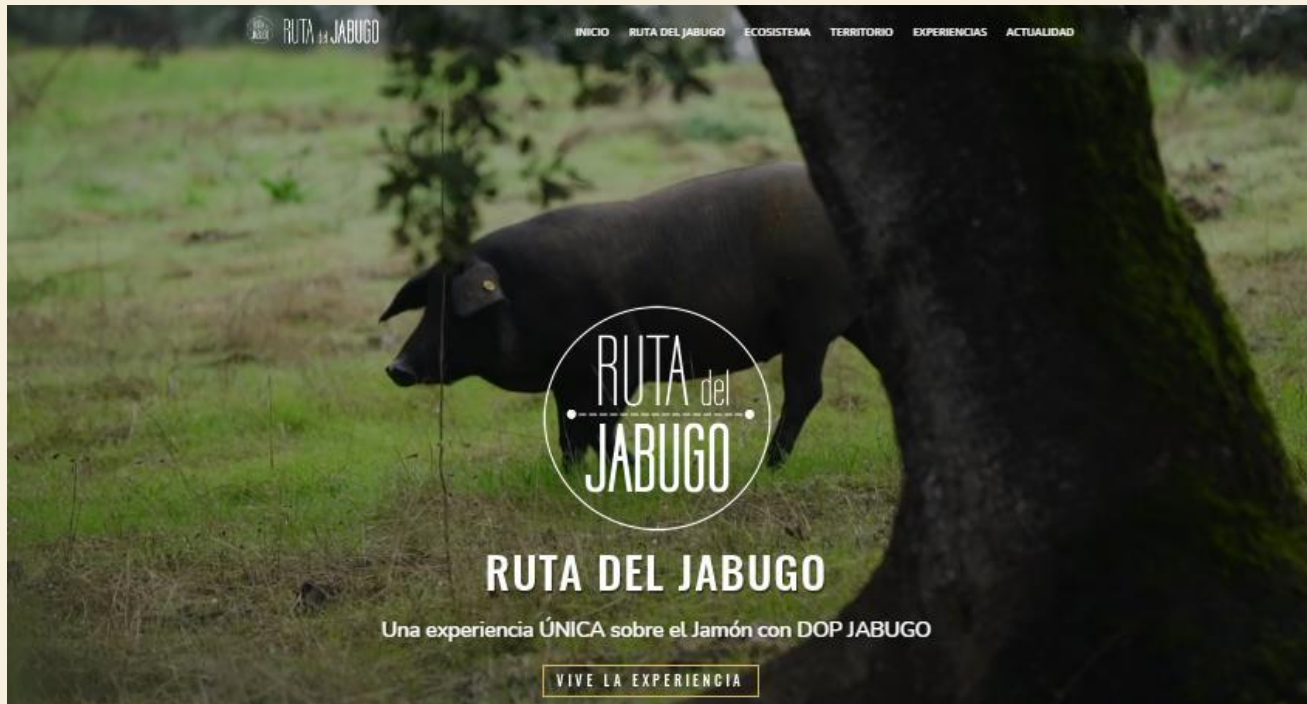 RUTA del JABUGO
INICIO RUTA DEL JABUGO ECOSISTEMA TERRITORIO EXPERIENCIAS ACTUALIDAD
RUTA del
JABUGO
RUTA DEL JABUGO
Una experiencia ÚNICA sobre el Jamón con DOP JABUGO
VIVE LA EXPERIENCIA